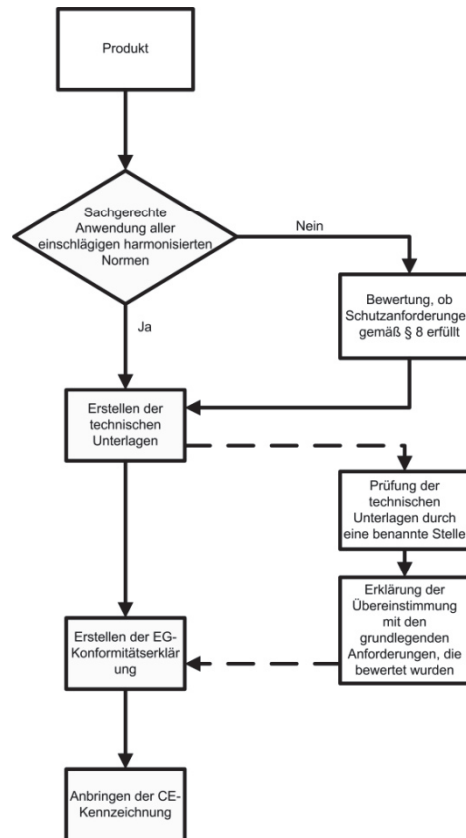 Produkt
Sachgerechte
Anwendung aller
einschlägigen harmonisierten
Normen
Nein
Ja
Bewertung, ob
Schutzanforderunge
gemäß § 8 erfüllt
Erstellen der
technischen
Unterlagen
Prüfung der
technischen
Unterlagen durch
eine benannte Stelle
Erklärung der
Übereinstimmung
mit den
grundlegenden
Anforderungen, die
bewertet wurden
Erstellen der EG-
Konformitätserklär
ung
Anbringen der CE-
Kennzeichnung